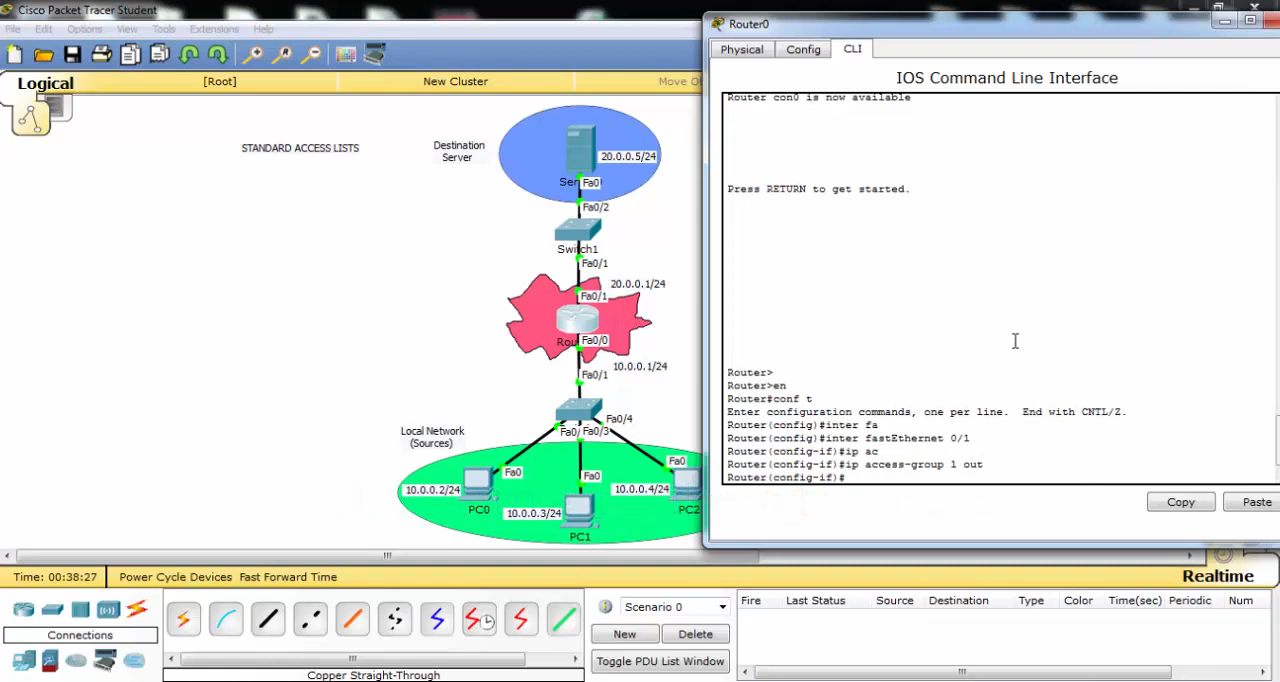 Cisco Packet Tracer Student
File Edit Options View Tools Extensions Help
Logical
[Root]
New Cluster
STANDARD ACCESS LISTS
Destination
Server
20.0.0.5/24
Fa0
Fa0/2
Switch1
Fa0/1
20.0.0.1/24
Fa0/1
Fa0/0
10.0.0.1/24
Fa0/1
Fa0/4
Fa0/3
Local Network
(Sources)
Fa0
Fa0
Fa0
10.0.0.2/24
10.0.0.3/24
10.0.0.4/24
PC0
PC1
PC2
Router0
Physical
Config
CLI
IOS Command Line Interface
Router con0 is now available
Press RETURN to get started.
Router>
Router>en
Router#conf t
Enter configuration commands, one per line. End with CNTL/Z.
Router(config)#inter fa
Router(config)#inter fastEthernet 0/1
Router(config-if)#ip ac
Router(config-if)#ip access-group 1 out
Router(config-if)#
Copy
Paste
Time: 00:38:27
Power Cycle Devices Fast Forward Time
Realtime
Connections
Copper Straight-Through
Scenario 0
New
Delete
Toggle PDU List Window
Fire Last Status Source Destination Type Color Time(sec) Periodic Num